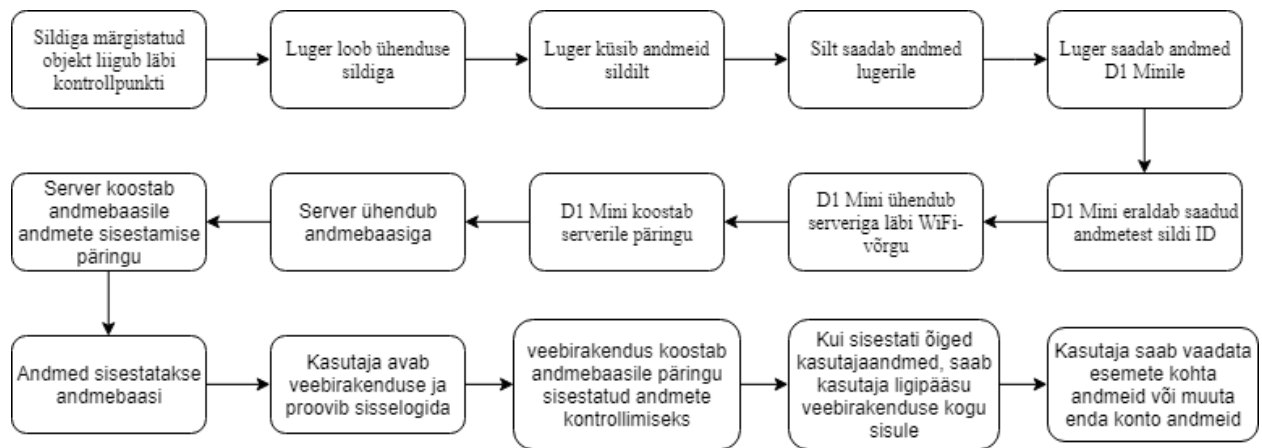 Sildiga märgistatud
objekt liigub läbi
kontrollpunkti
Luger loob ühenduse
sildiga
Luger küsib andmeid
sildilt
Silt saadab andmed
lugerile
Luger saadab andmed
D1 Minile
D1 Mini eraldab saadud
andmetest sildi ID
D1 Mini ühendub
serveriga läbi WiFi-
võrgu
D1 Mini koostab
serverile päringu
Server ühendub
andmebaasiga
Server koostab
andmebaasile
andmete sisestamise
päringu
Andmed sisestatakse
andmebaasi
Kasutaja avab
veebirakenduse ja
proovib sisselogida
veebirakendus koostab
andmebaasile päringu
sisestatud andmete
kontrollimiseks
Kui sisestati õiged
kasutajaandmed, saab
kasutaja ligipääsu
veebirakenduse kogu
sisule
Kasutaja saab vaadata
esemete kohta
andmeid või muuta
enda konto andmeid